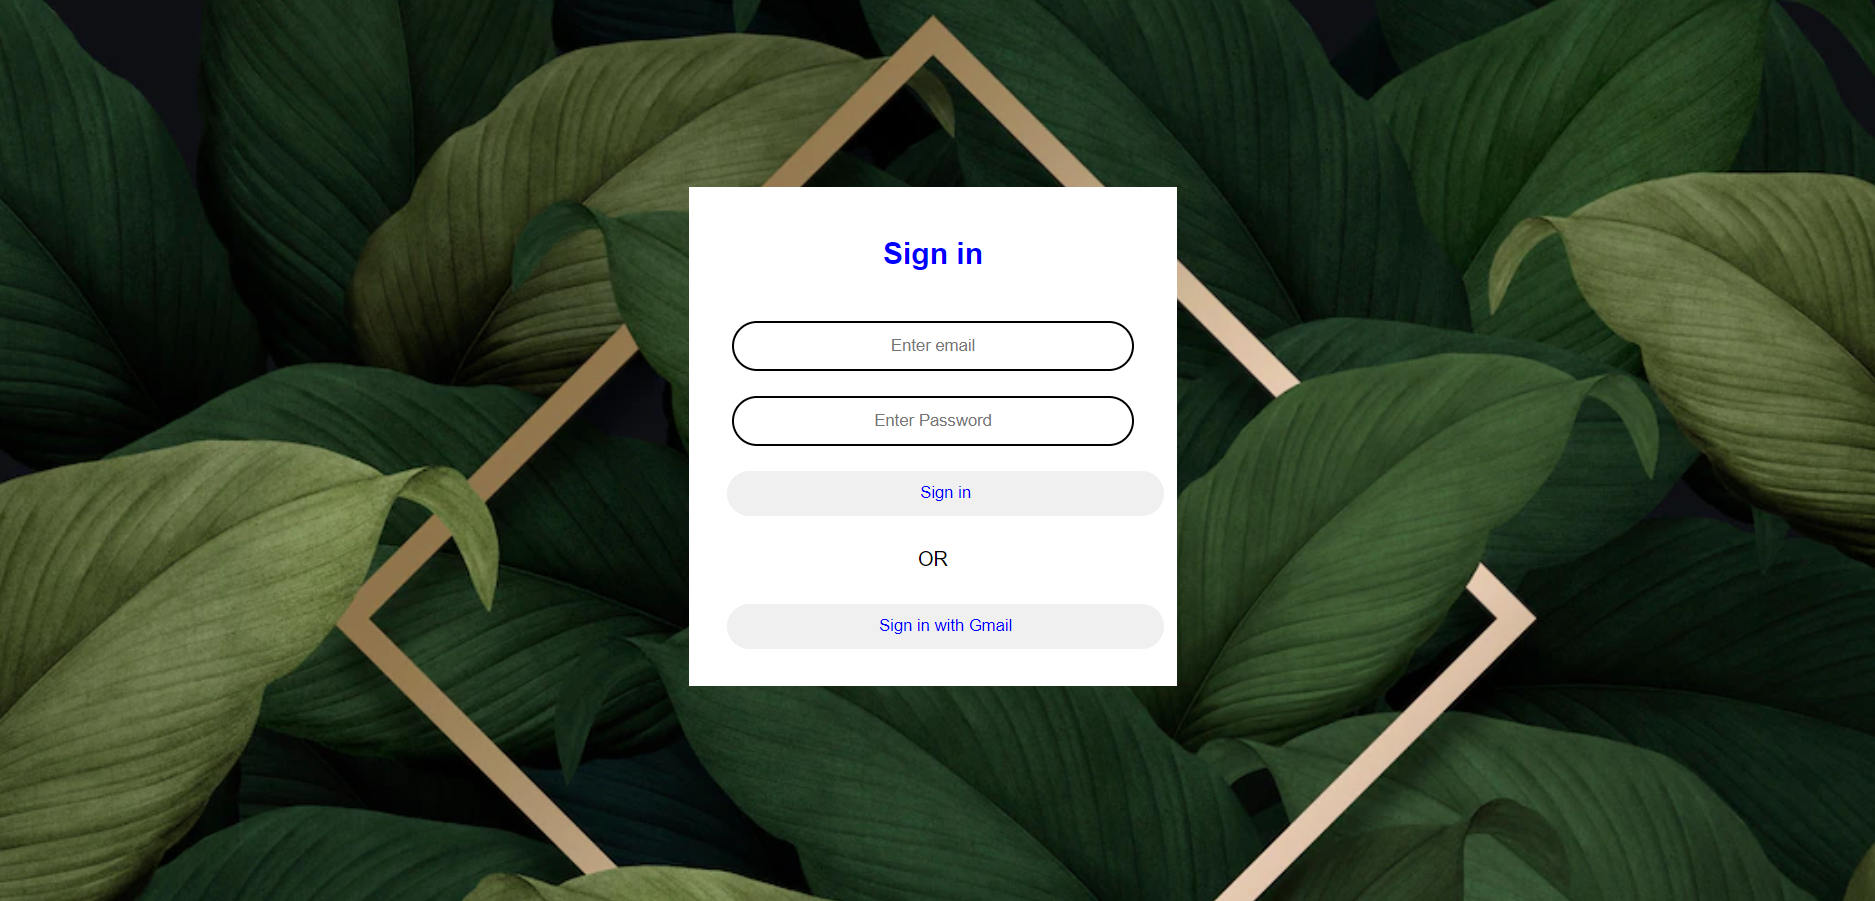 Sign in
Enter email
Enter Password
Sign in
OR
Sign in with Gmail